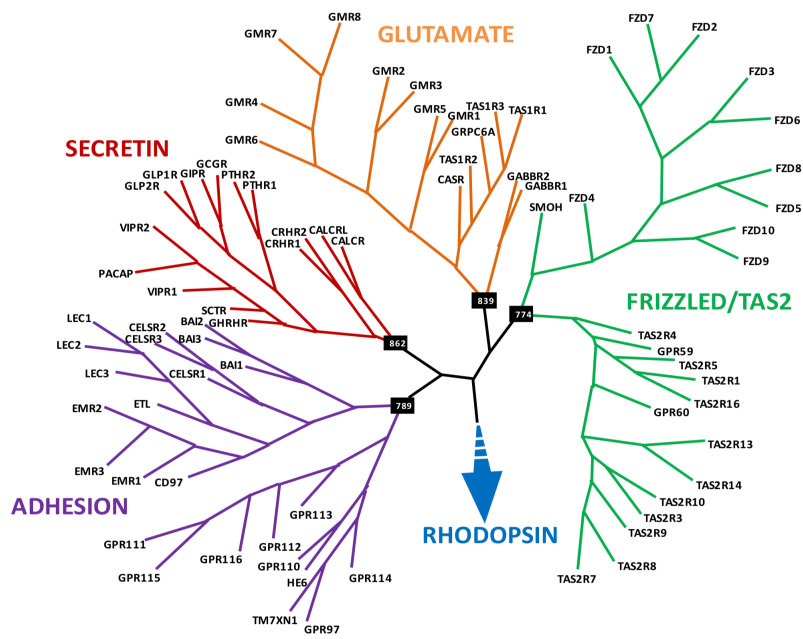 GLUTAMATE
GMR8
GMR7
GMR2
GMR3
GMR4
GMR6
GMR5
GMR1
TAS1R3
TAS1R1
GRPC6A
TAS1R2
CASR
GABBR2
GABBR1
FZD7
FZD2
FZD1
FZD3
FZD6
FZD8
FZD5
FZD4
SMOH
FZD10
FZD9
SECRETIN
GCGR
GLP1R
GIPR
PTHR2
GLP2R
PTHR1
VIPR2
CRHR2
CALCRL
CRHR1
CALCR
PACAP
VIPR1
SCTR
GHRHR
839
774
862
789
FRIZZLED/TAS2
TAS2R4
GPR59
TAS2R5
TAS2R1
TAS2R16
GPR60
TAS2R13
TAS2R14
TAS2R10
TAS2R3
TAS2R9
TAS2R8
TAS2R7
LEC1
CELSR2
BAI2
CELSR3
BAI3
LEC2
BAI1
LEC3
CELSR1
EMR2
ETL
EMR3
EMR1
CD97
ADHESION
GPR113
GPR111
GPR112
GPR116
GPR110
GPR115
HE6
GPR114
TM7XN1
GPR97
RHODOPSIN